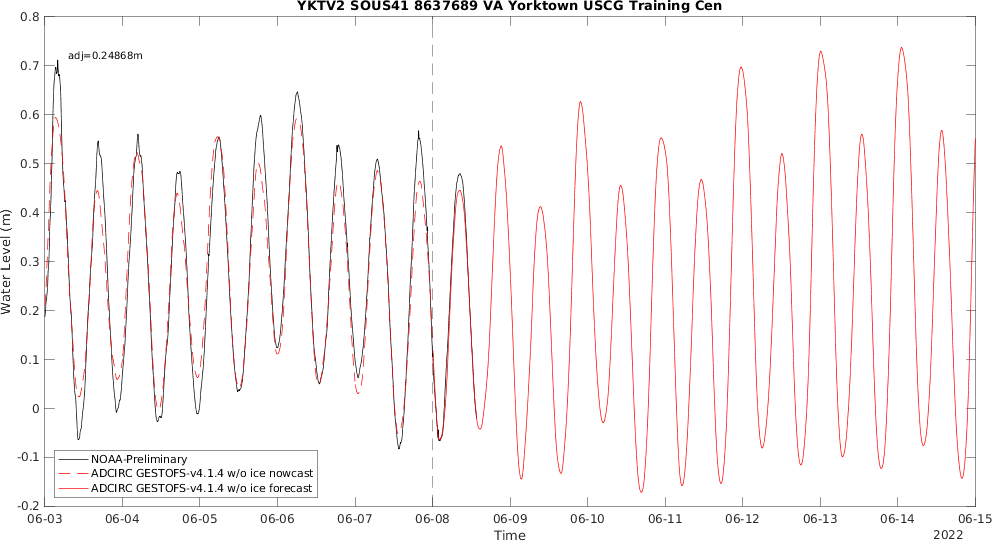 YKTV2 SOUS41 8637689 VA Yorktown USCG Training Cen
adj=0.24868m
0.8
0.7
0.6
0.5
0.4
0.3
0.2
0.1
0
-0.1
-0.2
Water Level (m)
NOAA-Preliminary
ADCIRC GESTOFS-v4.1.4 w/o ice nowcast
ADCIRC GESTOFS-v4.1.4 w/o ice forecast
06-03 06-04 06-05 06-06 06-07 06-08 06-09 06-10 06-11 06-12 06-13 06-14 06-15
Time
2022